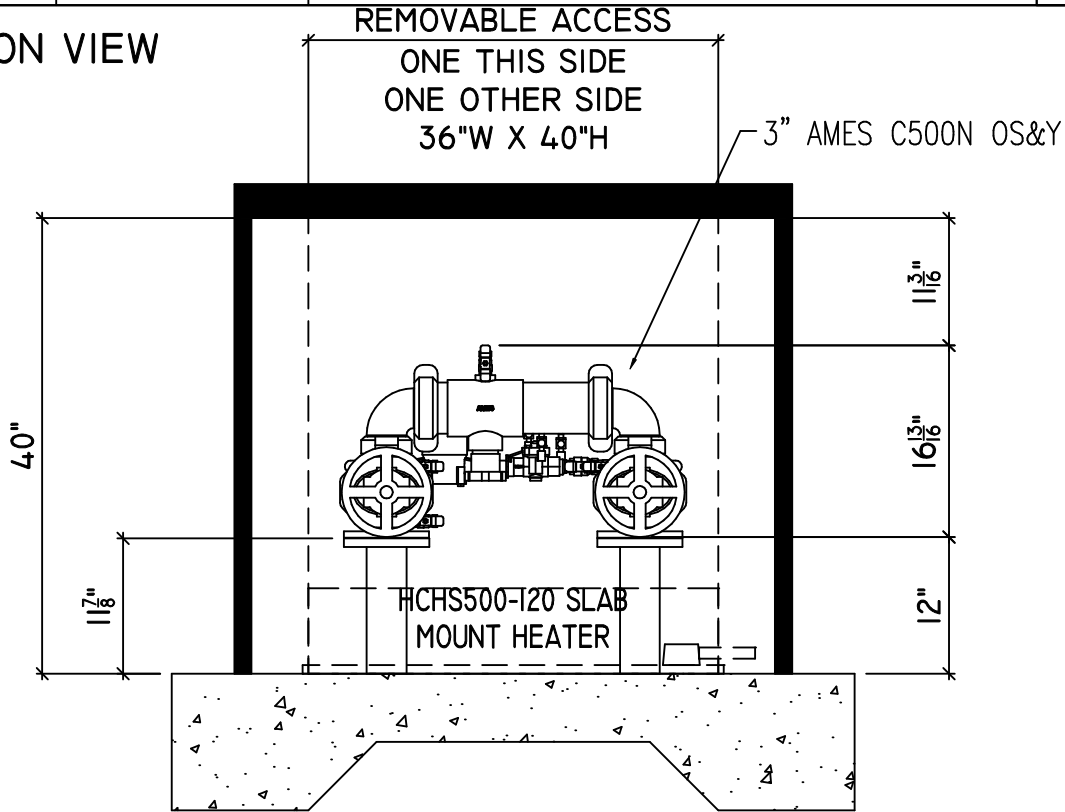 ON VIEW
REMOVABLE ACCESS
ONE THIS SIDE
ONE OTHER SIDE
36"W X 40"H
3” AMES C500N OS&Y
11 3/16"
40"
16 13/16"
11 7/8"
12"
HCHS500-120 SLAB
MOUNT HEATER